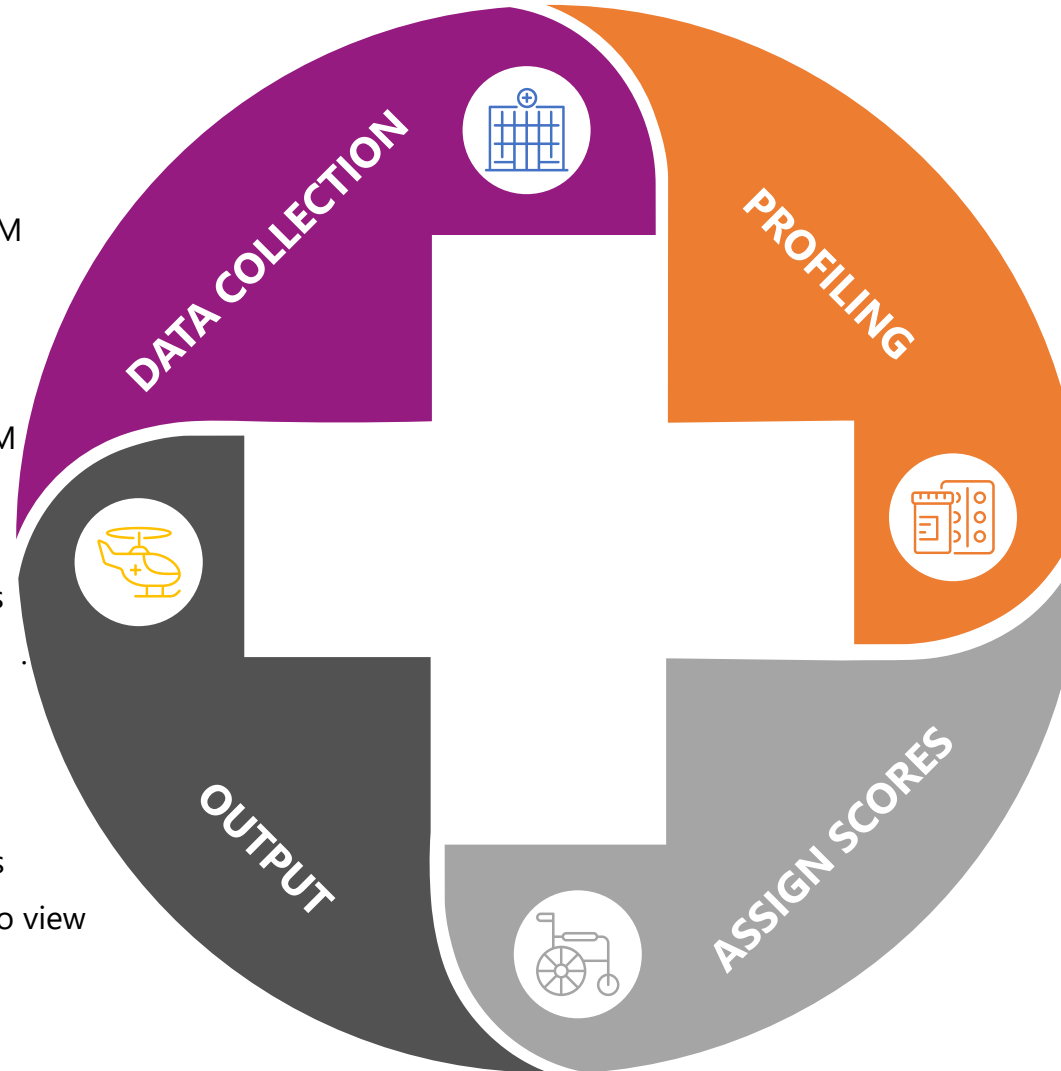 M
DATA COLLECTION
PROFILING
M
s
.
OUTPUT
ASSIGN SCORES
s
o view